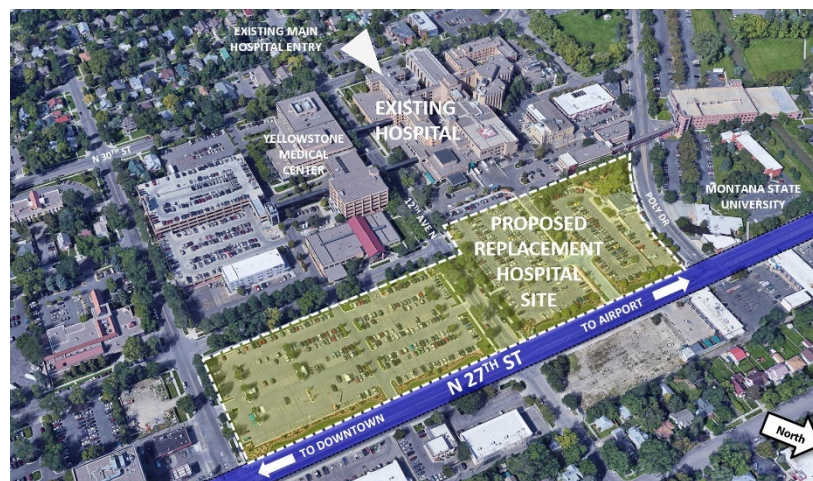 EXISTING MAIN
HOSPITAL ENTRY
EXISTING
HOSPITAL
N 30TH ST
YELLOWSTONE
MEDICAL
CENTER
12TH AVE N
POLY DR
MONTANA STATE
UNIVERSITY
PROPOSED
REPLACEMENT
HOSPITAL
SITE
TO AIRPORT
N 27TH ST
TO DOWNTOWN
North